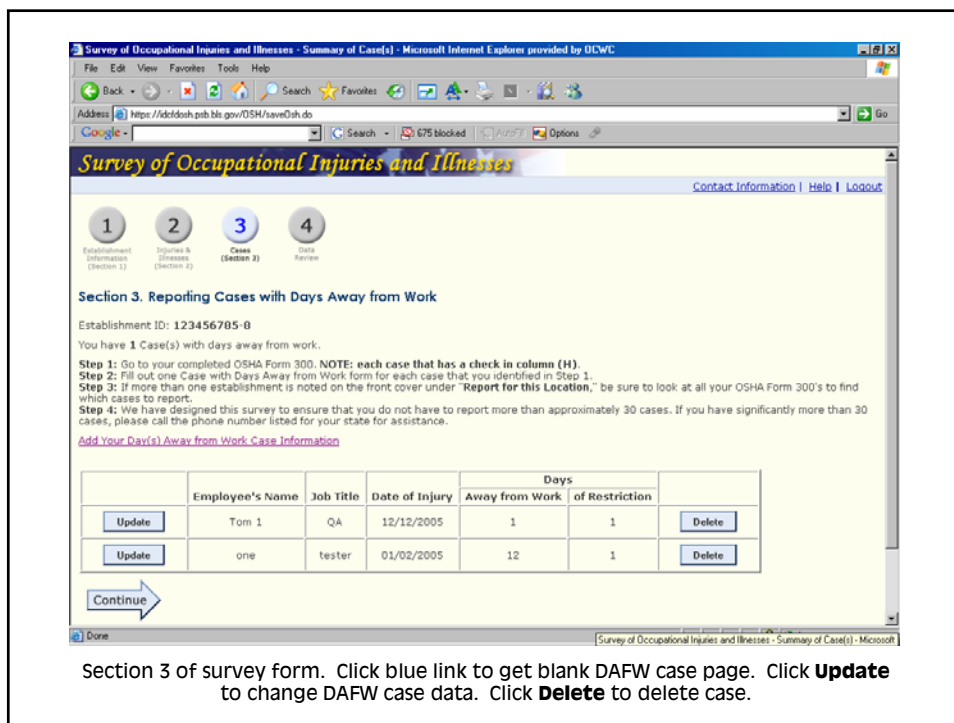 Survey of Occupational Injuries and Illnesses - Summary of Case(s) - Microsoft Internet Explorer provided by OCWC
File Edit View Favorites Tools Help
Back Search Favorites
Address https://idcfdosh.psb.bls.gov/OSH/saveOsh.do Go
Google Search 675 blocked AutoFill Options
Survey of Occupational Injuries and Illnesses
Contact Information | Help | Logout
1 2 3 4
Establishment Information (Section 1)
Injuries & Illnesses (Section 2)
Cases (Section 3)
Data Review
Section 3. Reporting Cases with Days Away from Work
Establishment ID: 123456785-8
You have 1 Case(s) with days away from work.
Step 1: Go to your completed OSHA Form 300. NOTE: each case that has a check in column (H).
Step 2: Fill out one Case with Days Away from Work form for each case that you identified in Step 1.
Step 3: If more than one establishment is noted on the front cover under "Report for this Location," be sure to look at all your OSHA Form 300's to find
which cases to report.
Step 4: We have designed this survey to ensure that you do not have to report more than approximately 30 cases. If you have significantly more than 30
cases, please call the phone number listed for your state for assistance.
Add Your Day(s) Away from Work Case Information
Days
Employee's Name Job Title Date of Injury Away from Work of Restriction
Update Tom 1 QA 12/12/2005 1 1 Delete
Update one tester 01/02/2005 12 1 Delete
Continue
Done
Survey of Occupational Injuries and Illnesses - Summary of Case(s) - Microsoft
Section 3 of survey form. Click blue link to get blank DAFW case page. Click Update
to change DAFW case data. Click Delete to delete case.